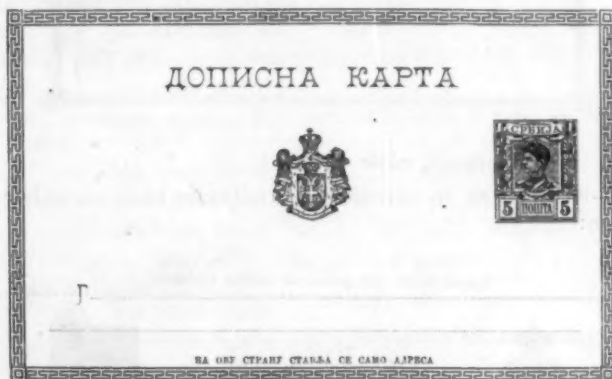 ДОПИСНА КАРТА
СРБИЈА
5 ПОШТА 5
Г
НА ОВУ СТРАНУ СТАВЉА СЕ САМО АДРЕСА